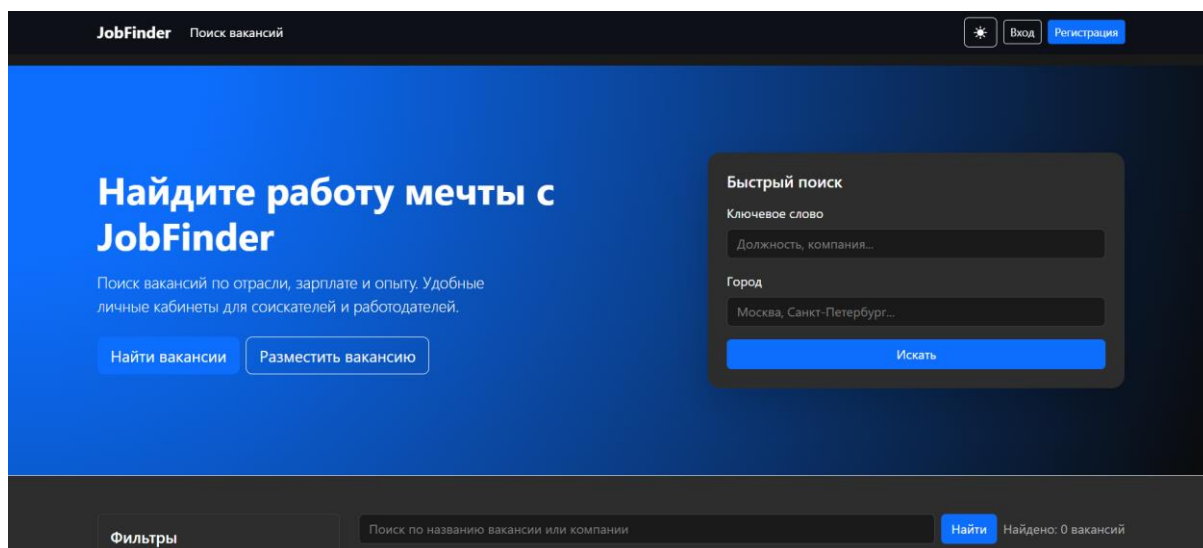 JobFinder Поиск вакансий Вход Регистрация
Найдите работу мечты с
JobFinder
Поиск вакансий по отрасли, зарплате и опыту. Удобные
личные кабинеты для соискателей и работодателей.
Найти вакансии Разместить вакансию
Быстрый поиск
Ключевое слово
Должность, компания...
Город
Москва, Санкт-Петербург...
Искать
Фильтры
Поиск по названию вакансии или компании Найти Найдено: 0 вакансий